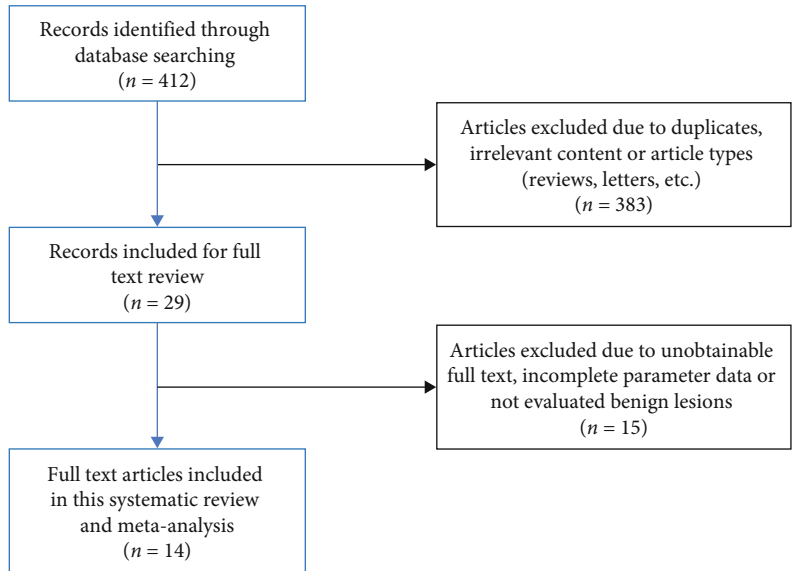 Records identified through
database searching
(n = 412)
Articles excluded due to duplicates,
irrelevant content or article types
(reviews, letters, etc.)
(n = 383)
Records included for full
text review
(n = 29)
Articles excluded due to unobtainable
full text, incomplete parameter data or
not evaluated benign lesions
(n = 15)
Full text articles included
in this systematic review
and meta-analysis
(n = 14)